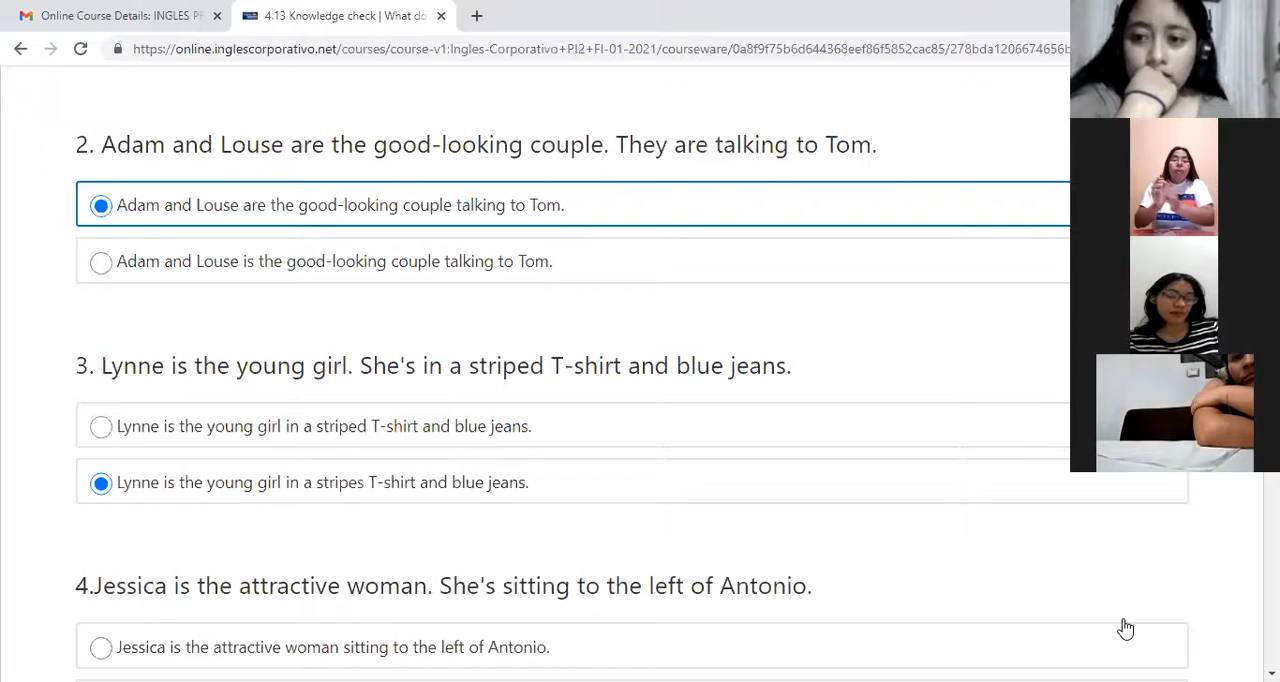 Online Course Details: INGLES P
4.13 Knowledge check | What do
https://online.inglescorporativo.net/courses/course-v1:Ingles-Corporativo+PI2+FI-01-2021/courseware/0a8f9f75b6d644368eef86f5852cac85/278bda1206674656b
2. Adam and Louse are the good-looking couple. They are talking to Tom.
Adam and Louse are the good-looking couple talking to Tom.
Adam and Louse is the good-looking couple talking to Tom.
3. Lynne is the young girl. She's in a striped T-shirt and blue jeans.
Lynne is the young girl in a striped T-shirt and blue jeans.
Lynne is the young girl in a stripes T-shirt and blue jeans.
4.Jessica is the attractive woman. She's sitting to the left of Antonio.
Jessica is the attractive woman sitting to the left of Antonio.